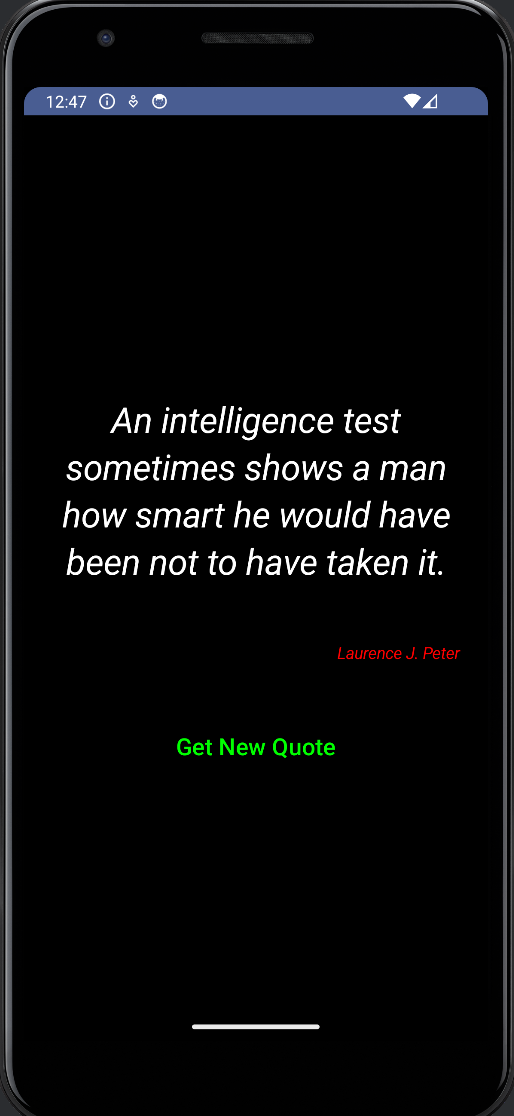 12:47
An intelligence test
sometimes shows a man
how smart he would have
been not to have taken it.
Laurence J. Peter
Get New Quote